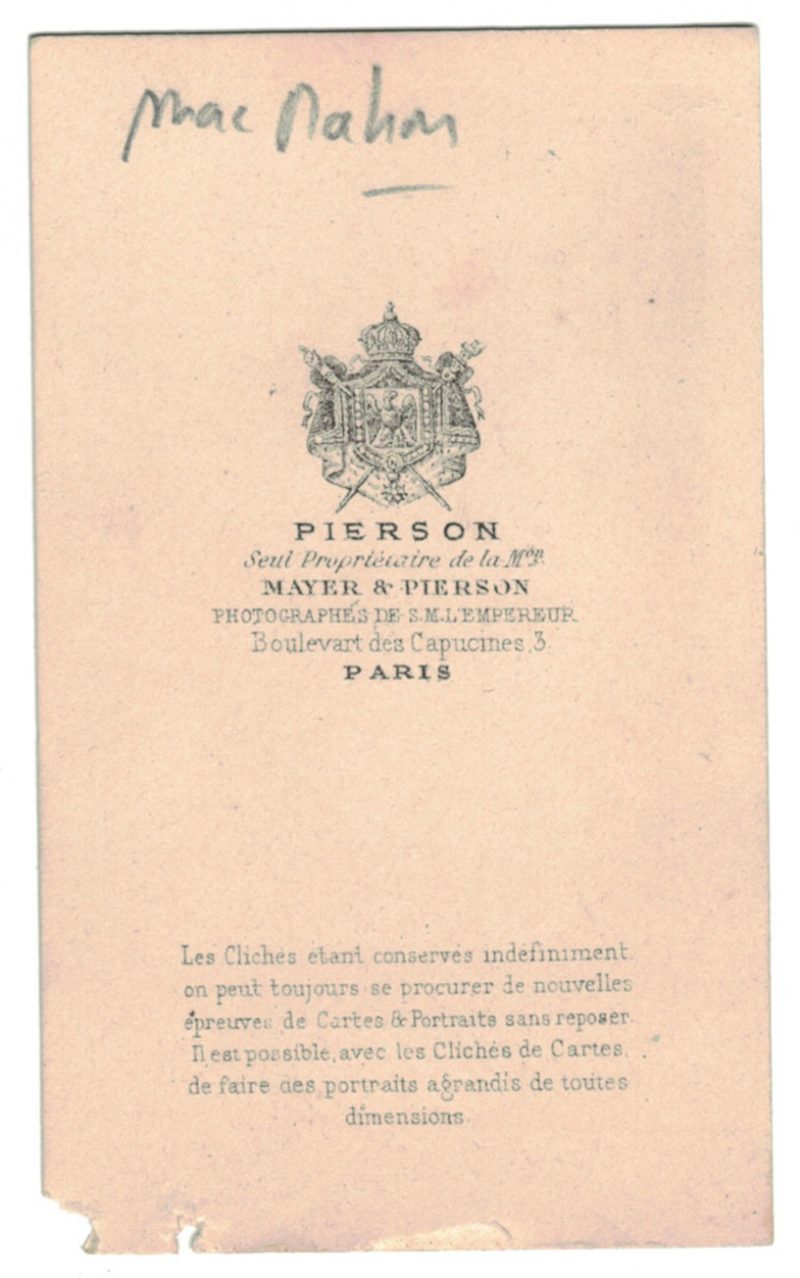 Mac Mahon
PIERSON
Seul Propriétaire de la Mon.
MAYER & PIERSON
PHOTOGRAPHES DE S.M. L'EMPEREUR
Boulevart des Capucines, 3.
PARIS
Les Clichés étant conservés indéfiniment.
on peut toujours se procurer de nouvelles
épreuves de Cartes & Portraits sans reposer.
Il est possible, avec les Clichés de Cartes,
de faire des portraits agrandis de toutes
dimensions.